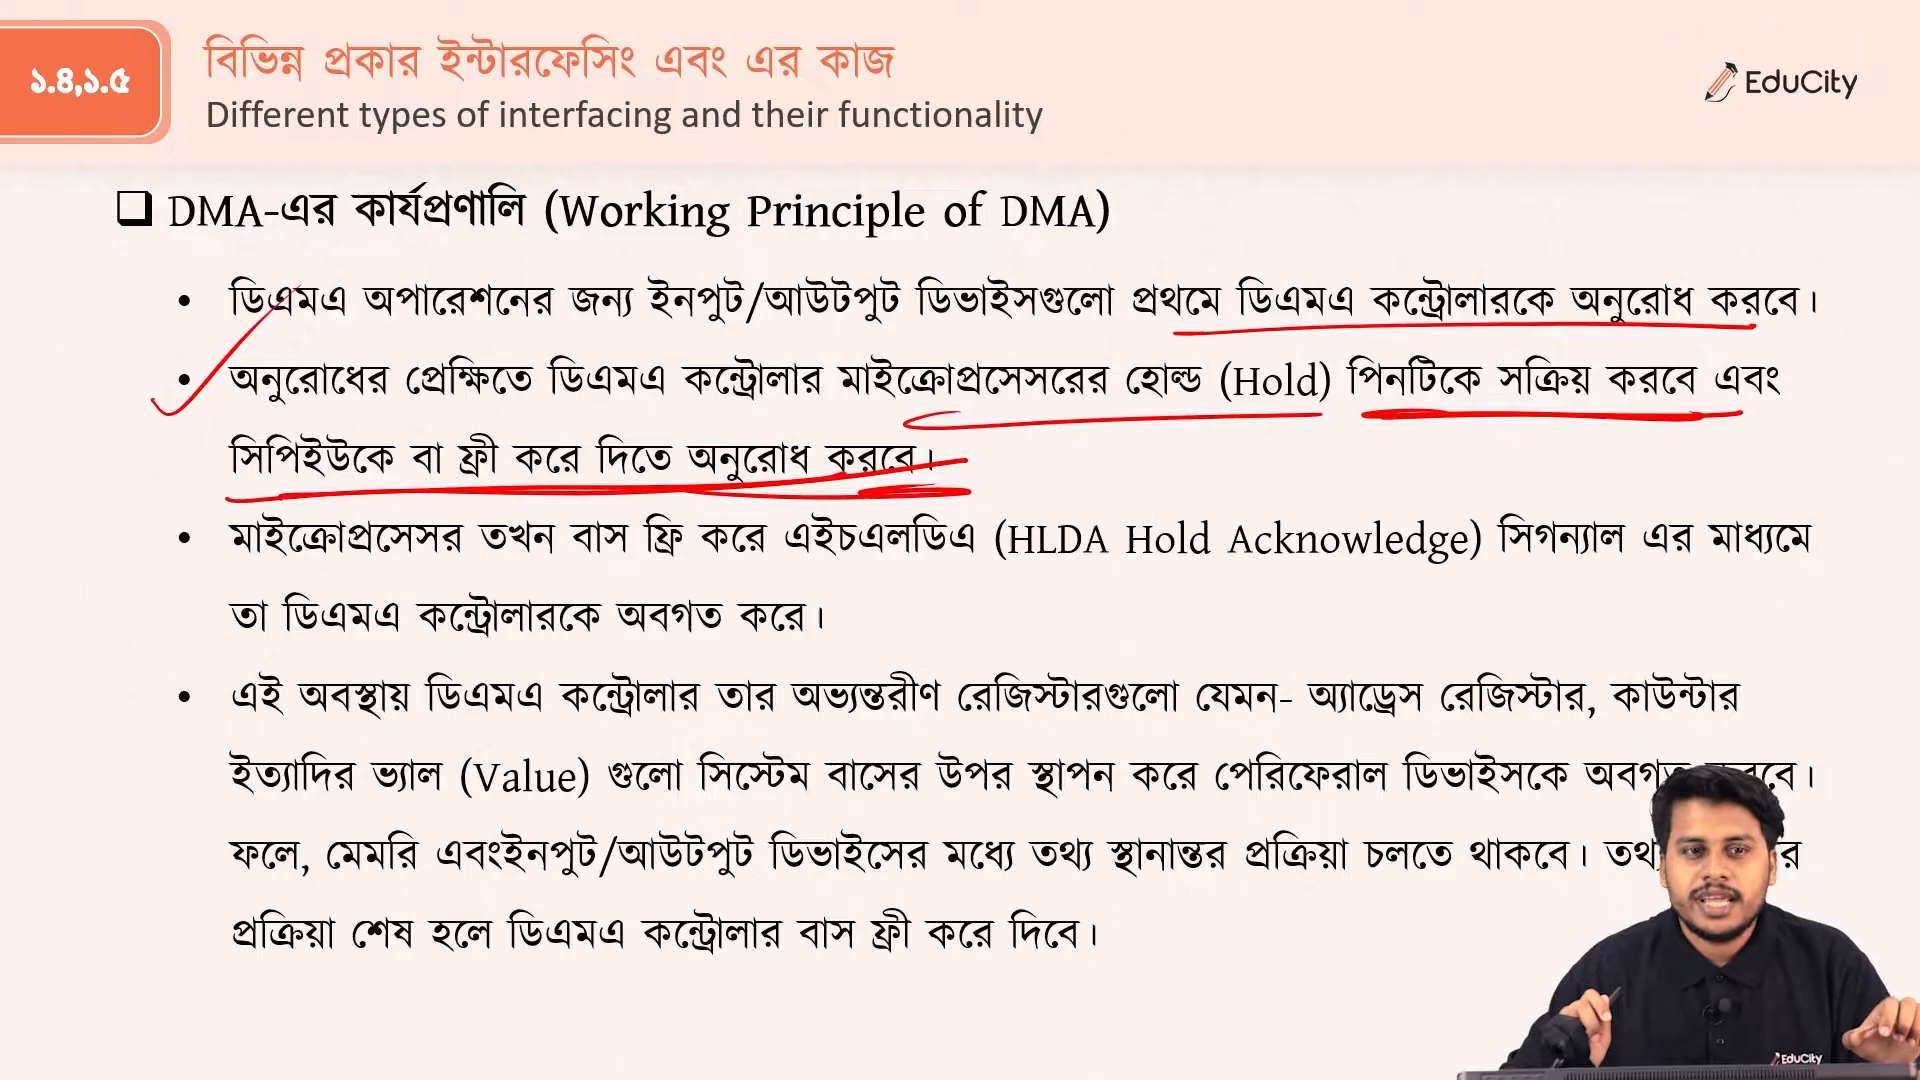 ১.৪,১.৫
বিভিন্ন প্রকার ইন্টারফেসিং এবং এর কাজ
Different types of interfacing and their functionality
EduCity
DMA-এর কার্যপ্রণালি (Working Principle of DMA)
• ডিএমএ অপারেশনের জন্য ইনপুট/আউটপুট ডিভাইসগুলো প্রথমে ডিএমএ কন্ট্রোলারকে অনুরোধ করবে।
• অনুরোধের প্রেক্ষিতে ডিএমএ কন্ট্রোলার মাইক্রোপ্রসেসরের হোল্ড (Hold) পিনটিকে সক্রিয় করবে এবং
সিপিইউকে বা ফ্রী করে দিতে অনুরোধ করবে।
• মাইক্রোপ্রসেসর তখন বাস ফ্রি করে এইচএলডিএ (HLDA Hold Acknowledge) সিগন্যাল এর মাধ্যমে
তা ডিএমএ কন্ট্রোলারকে অবগত করে।
• এই অবস্থায় ডিএমএ কন্ট্রোলার তার অভ্যন্তরীণ রেজিস্টারগুলো যেমন- অ্যাড্রেস রেজিস্টার, কাউন্টার
ইত্যাদির ভ্যাল (Value) গুলো সিস্টেম বাসের উপর স্থাপন করে পেরিফেরাল ডিভাইসকে অবগত
ফলে, মেমরি এবংইনপুট/আউটপুট ডিভাইসের মধ্যে তথ্য স্থানান্তর প্রক্রিয়া চলতে থাকবে।
প্রক্রিয়া শেষ হলে ডিএমএ কন্ট্রোলার বাস ফ্রী করে দিবে।
EduCity